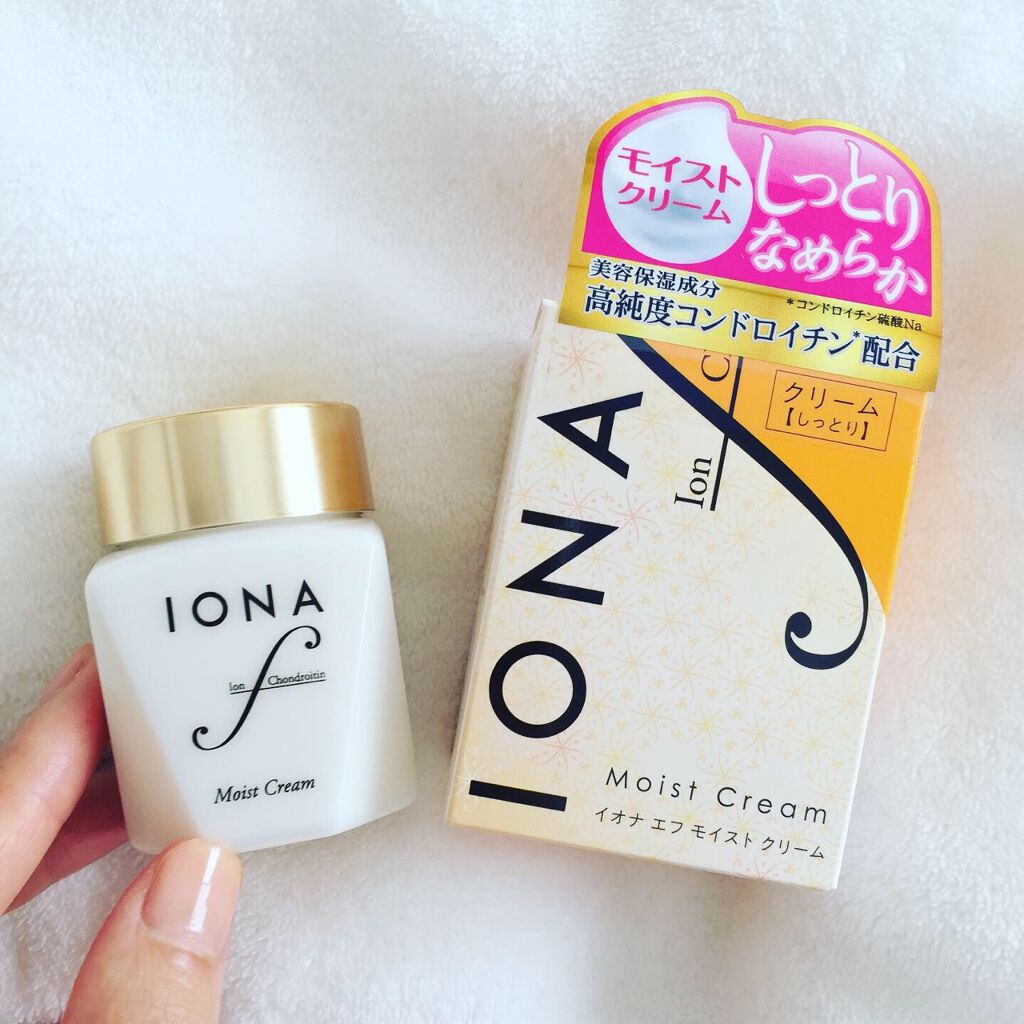 IONA
f
Ion Chondroitin
Moist Cream
モイスト
クリーム
しっとり
なめらか
美容保湿成分
*コンドロイチン硫酸Na
高純度コンドロイチン*配合
クリーム
【しっとり】
IONA
Ion C
Moist Cream
イオナ エフ モイスト クリーム